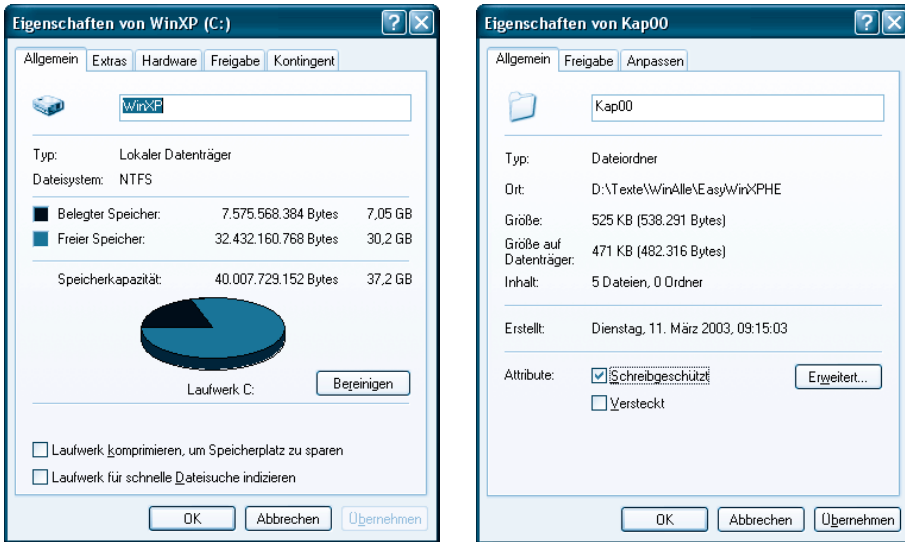 Eigenschaften von WinXP (C:)
Allgemein Extras Hardware Freigabe Kontingent
WinXP
Typ: Lokaler Datenträger
Dateisystem: NTFS
Belegter Speicher: 7.575.568.384 Bytes 7,05 GB
Freier Speicher: 32.432.160.768 Bytes 30,2 GB
Speicherkapazität: 40.007.729.152 Bytes 37,2 GB
Laufwerk C:
Bereinigen
Laufwerk komprimieren, um Speicherplatz zu sparen
Laufwerk für schnelle Dateisuche indizieren
OK Abbrechen Übernehmen
Eigenschaften von Kap00
Allgemein Freigabe Anpassen
Kap00
Typ: Dateiordner
Ort: D:\Texte\WinAlle\EasyWinXPHE
Größe: 525 KB (538.291 Bytes)
Größe auf
Datenträger: 471 KB (482.316 Bytes)
Inhalt: 5 Dateien, 0 Ordner
Erstellt: Dienstag, 11. März 2003, 09:15:03
Attribute: Schreibgeschützt Erweitert...
Versteckt
OK Abbrechen Übernehmen